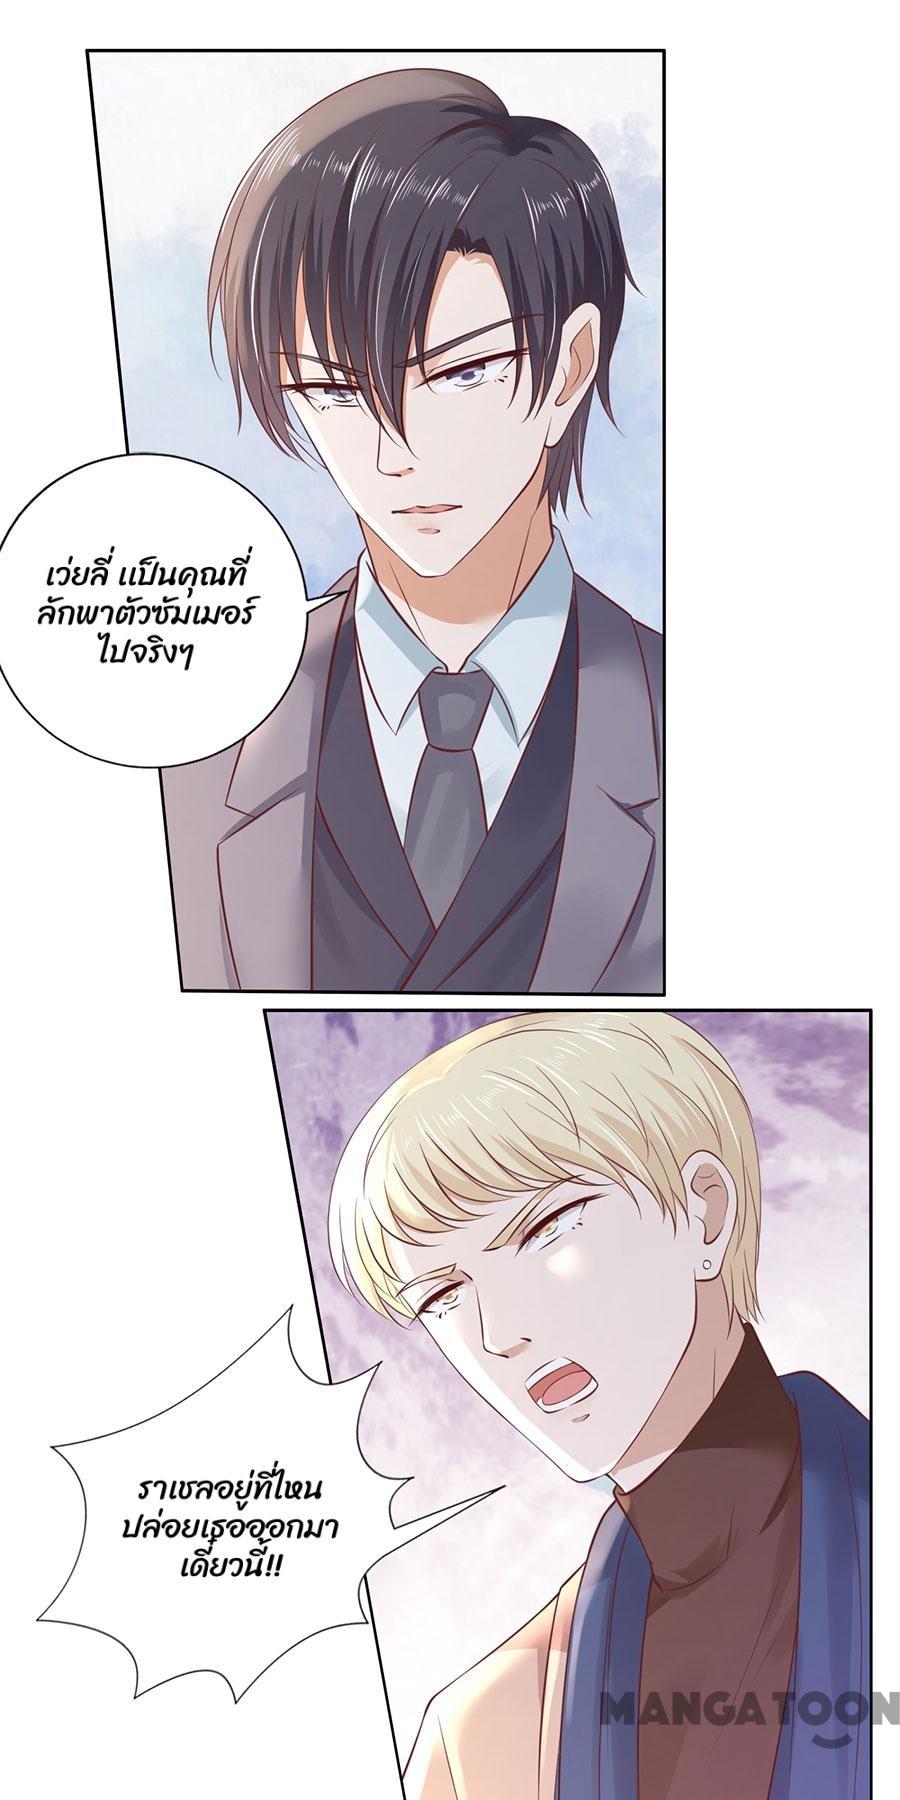 เว่ยลี่ แป็นคุณที่
ลักพาตัวซัมเมอร์
ไปจริงๆ
ราเชลอยู่ที่ไหน
ปล่อยเธอออกมา
เดี๋ยวนี้!!
MANGATOON